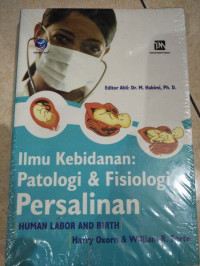 Editor Ahli: Dr. M. Hakimi, Ph. D.
Ilmu Kebidanan:
Patologi & Fisiologi
Persalinan
HUMAN LABOR AND BIRTH
Harry Oxorn & William R. Forte